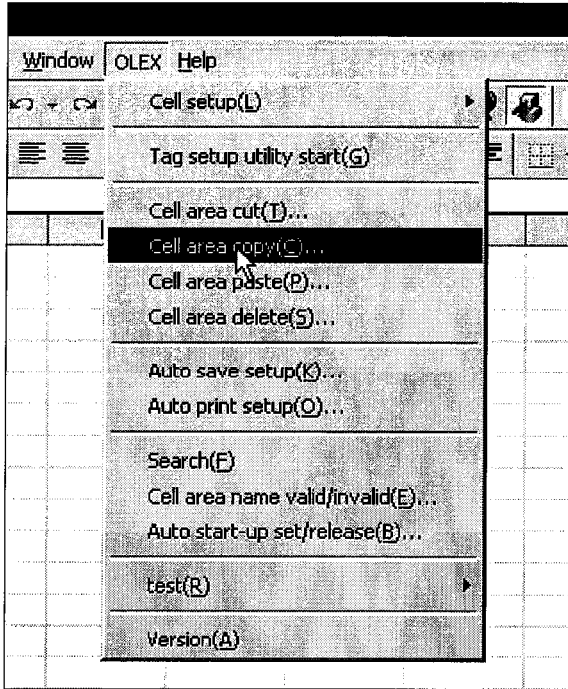 Window OLEX Help
Cell setup(L)
Tag setup utility start(G)
Cell area cut(T)...
Cell area copy(C)...
Cell area paste(P)...
Cell area delete(S)...
Auto save setup(K)...
Auto print setup(O)...
Search(F)
Cell area name valid/invalid(E)...
Auto start-up set/release(B)...
test(R)
Version(A)